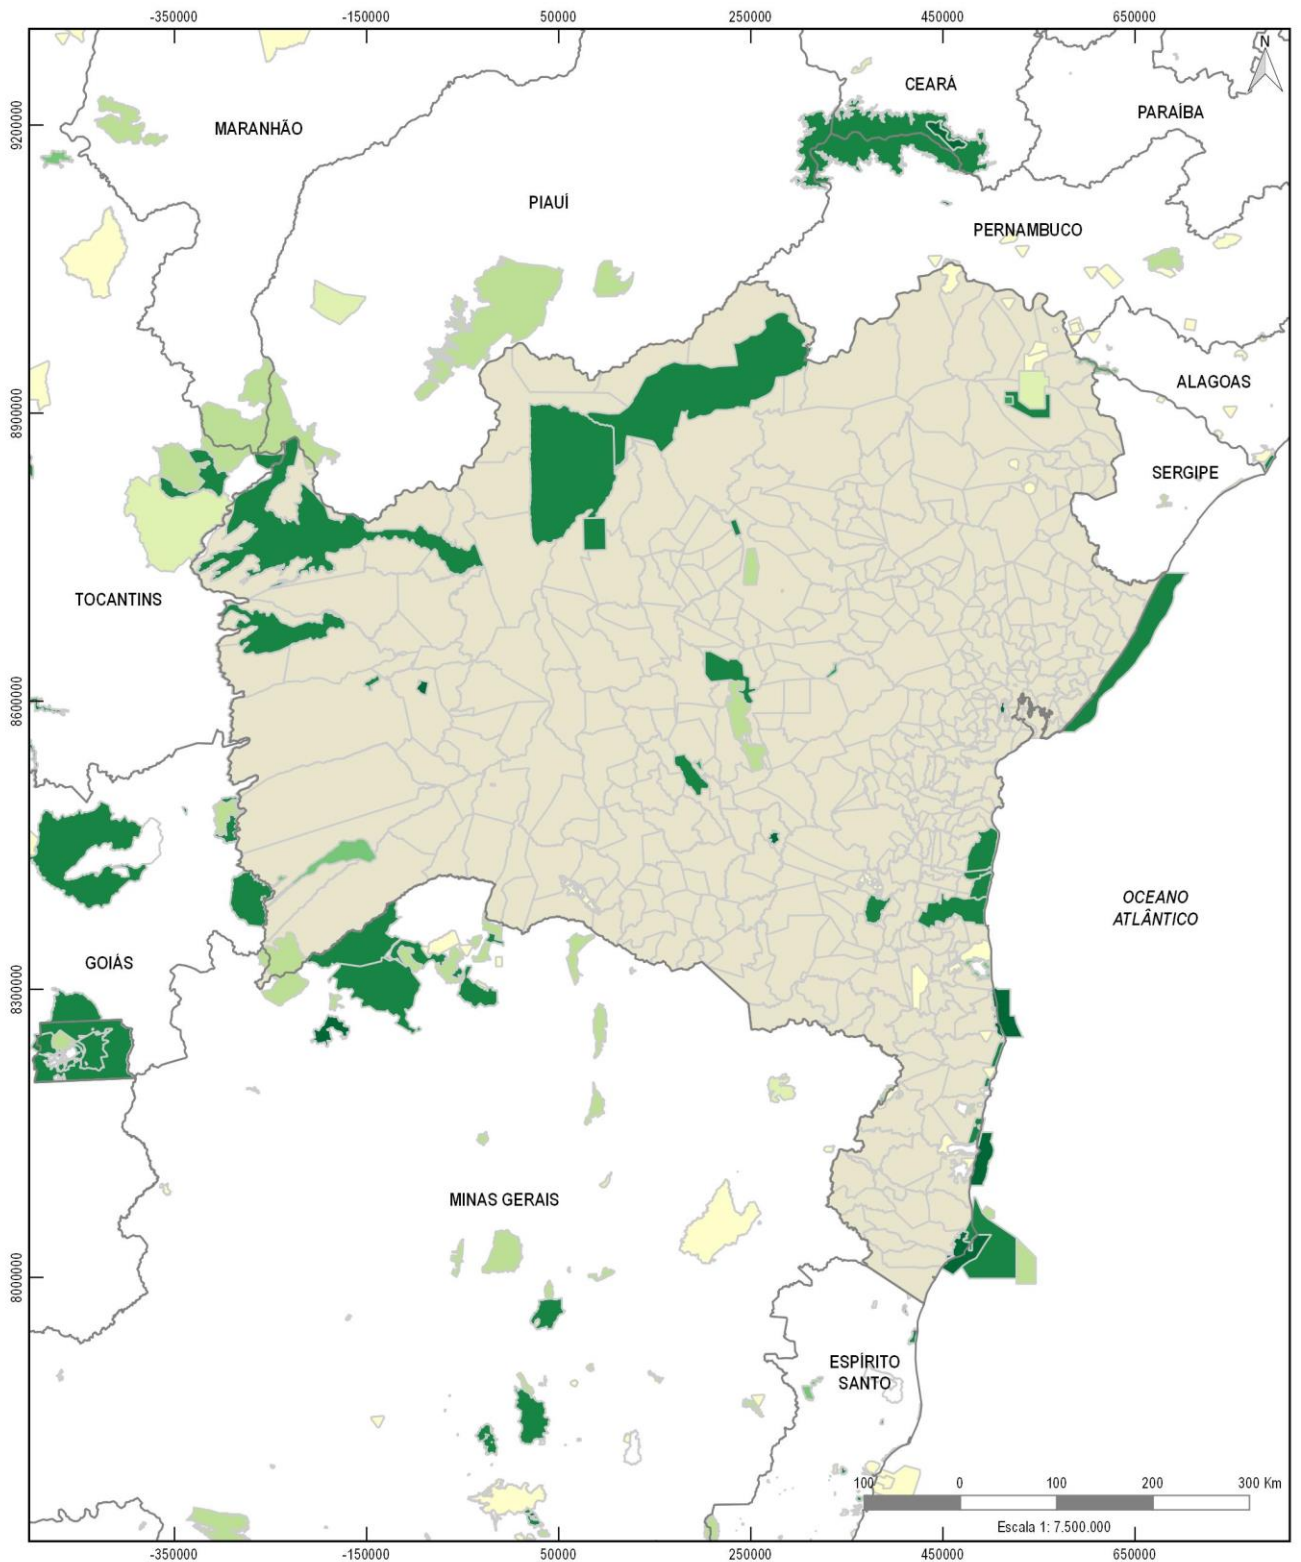 -350000 -150000 50000 250000 450000 650000
N
CEARÁ
PARAÍBA
MARANHÃO
9200000
PIAUÍ
PERNAMBUCO
ALAGOAS
8900000
SERGIPE
TOCANTINS
8600000
OCEANO
ATLÂNTICO
GOIÁS
8300000
MINAS GERAIS
8000000
ESPÍRITO
SANTO
100 0 100 200 300 Km
Escala 1: 7.500.000
-350000 -150000 50000 250000 450000 650000